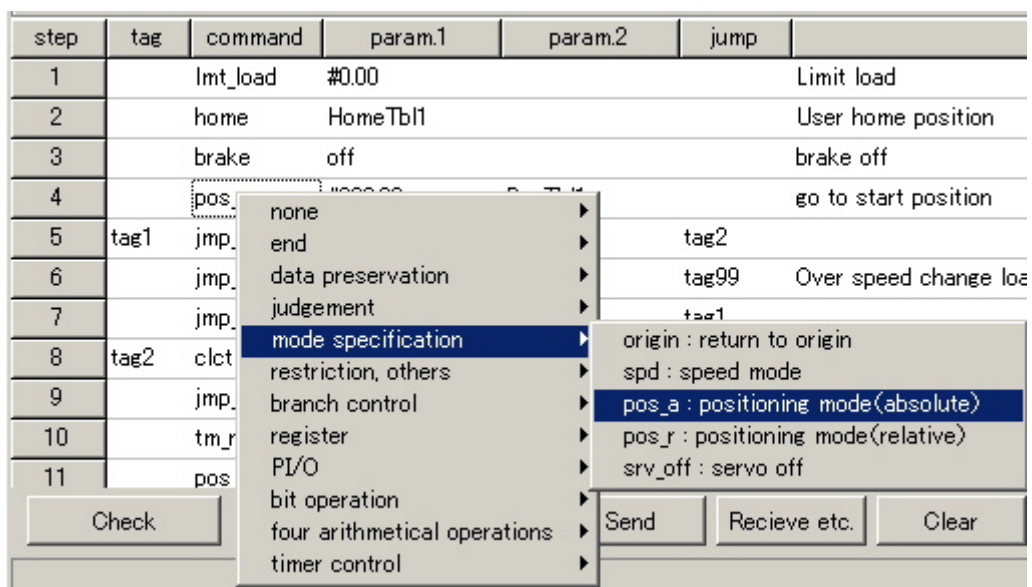 step tag command param.1 param.2 jump
1 lmt_load #0.00 Limit load
2 home HomeTbl1 User home position
3 brake off brake off
4 pos_ go to start position
5 tag1 jmp_ tag2
6 jmp_ tag99 Over speed change loa
7 jmp_ tag1
8 tag2 clct
9 jmp_
10 tm_r
11 pos
none
end
data preservation
judgement
mode specification
restriction, others
branch control
register
PI/O
bit operation
four arithmetical operations
timer control
origin : return to origin
spd : speed mode
pos_a : positioning mode(absolute)
pos_r : positioning mode(relative)
srv_off : servo off
Check Send Recieve etc. Clear